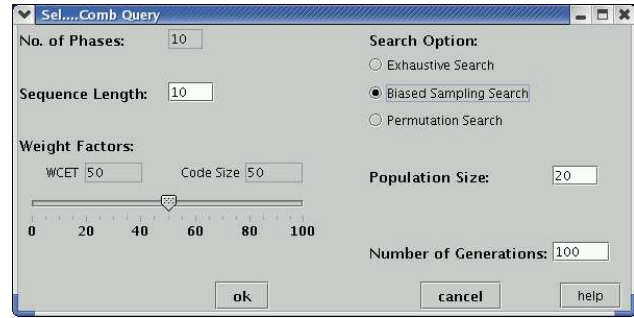 Sel....Comb Query
No. of Phases: 10
Search Option:
Exhaustive Search
Sequence Length: 10
Biased Sampling Search
Permutation Search
Weight Factors:
WCET 50 Code Size 50
Population Size: 20
0 20 40 60 80 100
Number of Generations: 100
ok cancel help